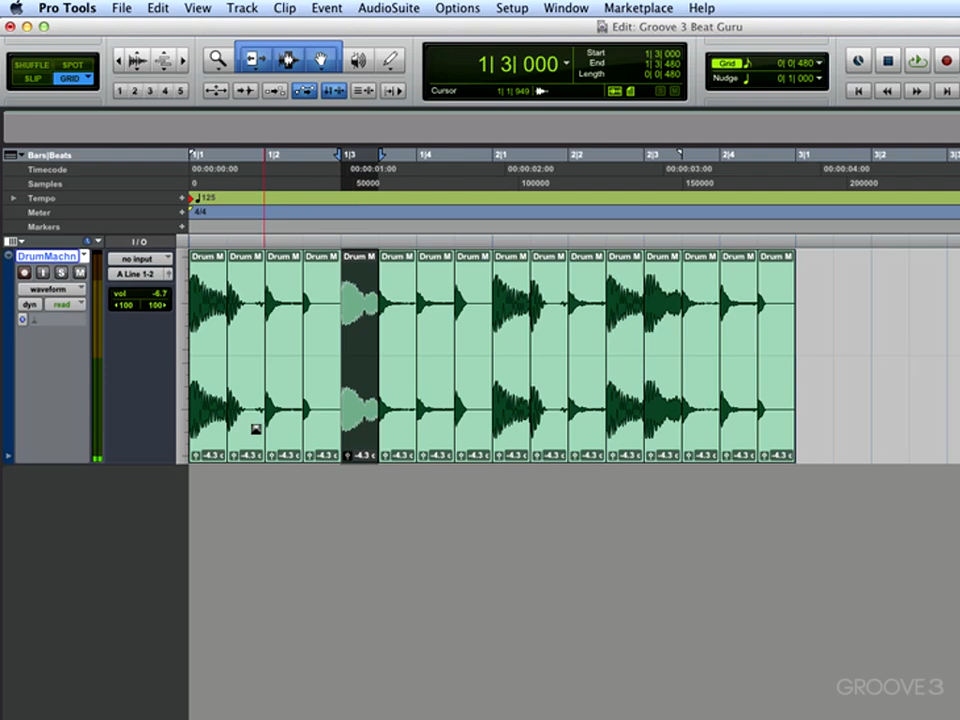 Pro Tools File Edit View Track Clip Event AudioSuite Options Setup Window Marketplace Help
Edit: Groove 3 Beat Guru
SHUFFLE SPOT
SLIP GRID
1 2 3 4 5
1| 3| 000
Start 1| 3| 000
End 1| 3| 480
Length 0| 0| 480
Cursor 1| 1| 949
Grid 0| 0| 480
Nudge 0| 1| 000
Bars|Beats 1|1 1|2 1|3 1|4 2|1 2|2 2|3 2|4 3|1 3|2 3|3
Timecode 00:00:00:00 00:00:01:00 00:00:02:00 00:00:03:00 00:00:04:00
Samples 0 50000 100000 150000 200000
Tempo 125
Meter 4/4
Markers
I / O
DrumMachn no input
I S M A Line 1-2
waveform vol -6.7
dyn read 100 100
Drum M Drum M Drum M Drum M Drum M Drum M Drum M Drum M Drum M Drum M Drum M Drum M Drum M Drum M Drum M Drum M
-4.3 -4.3 -4.3 -4.3 -4.3 -4.3 -4.3 -4.3 -4.3 -4.3 -4.3 -4.3 -4.3 -4.3 -4.3 -4.3
GROOVE3